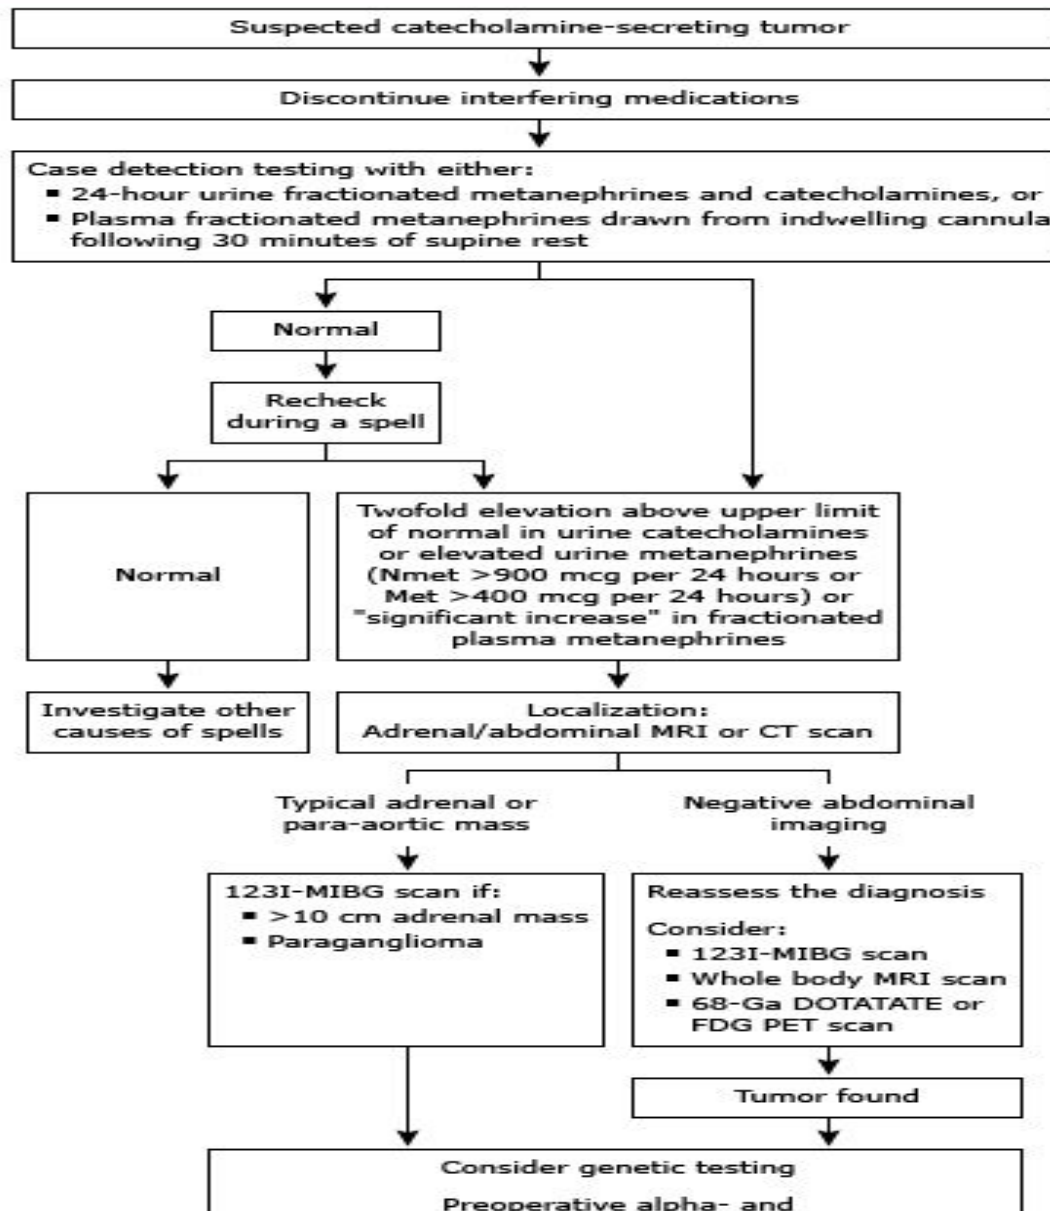 Suspected catecholamine-secreting tumor
Discontinue interfering medications
Case detection testing with either:
▪ 24-hour urine fractionated metanephrines and catecholamines, or
▪ Plasma fractionated metanephrines drawn from indwelling cannula
following 30 minutes of supine rest
Normal
Recheck
during a spell
Normal
Twofold elevation above upper limit
of normal in urine catecholamines
or elevated urine metanephrines
(Nmet >900 mcg per 24 hours or
Met >400 mcg per 24 hours) or
"significant increase" in fractionated
plasma metanephrines
Investigate other
causes of spells
Localization:
Adrenal/abdominal MRI or CT scan
Typical adrenal or
para-aortic mass
Negative abdominal
imaging
123I-MIBG scan if:
▪ >10 cm adrenal mass
▪ Paraganglioma
Reassess the diagnosis
Consider:
▪ 123I-MIBG scan
▪ Whole body MRI scan
▪ 68-Ga DOTATATE or
FDG PET scan
Tumor found
Consider genetic testing
Preoperative alpha- and